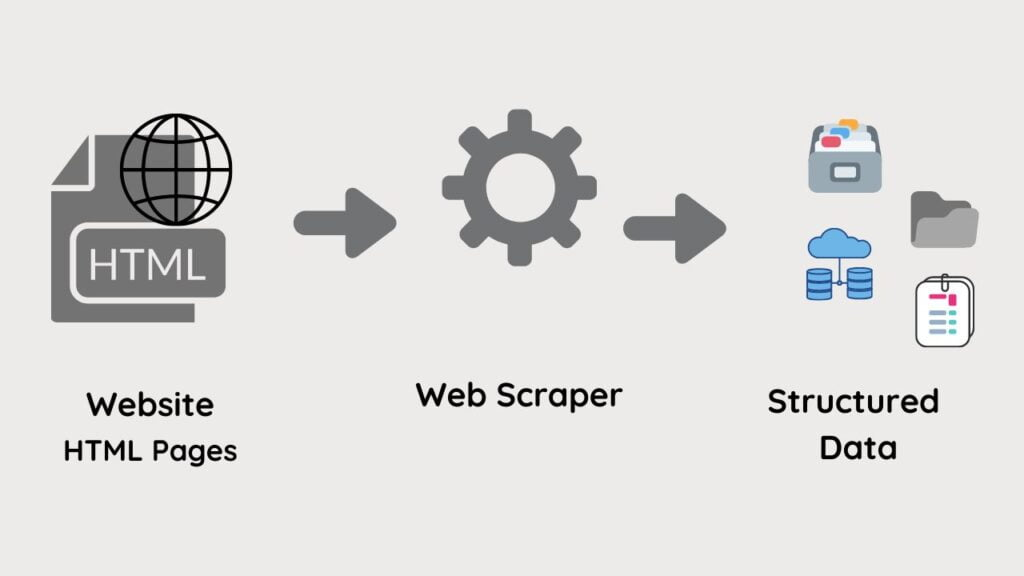 HTML
Website
HTML Pages
Web Scraper
Structured
Data